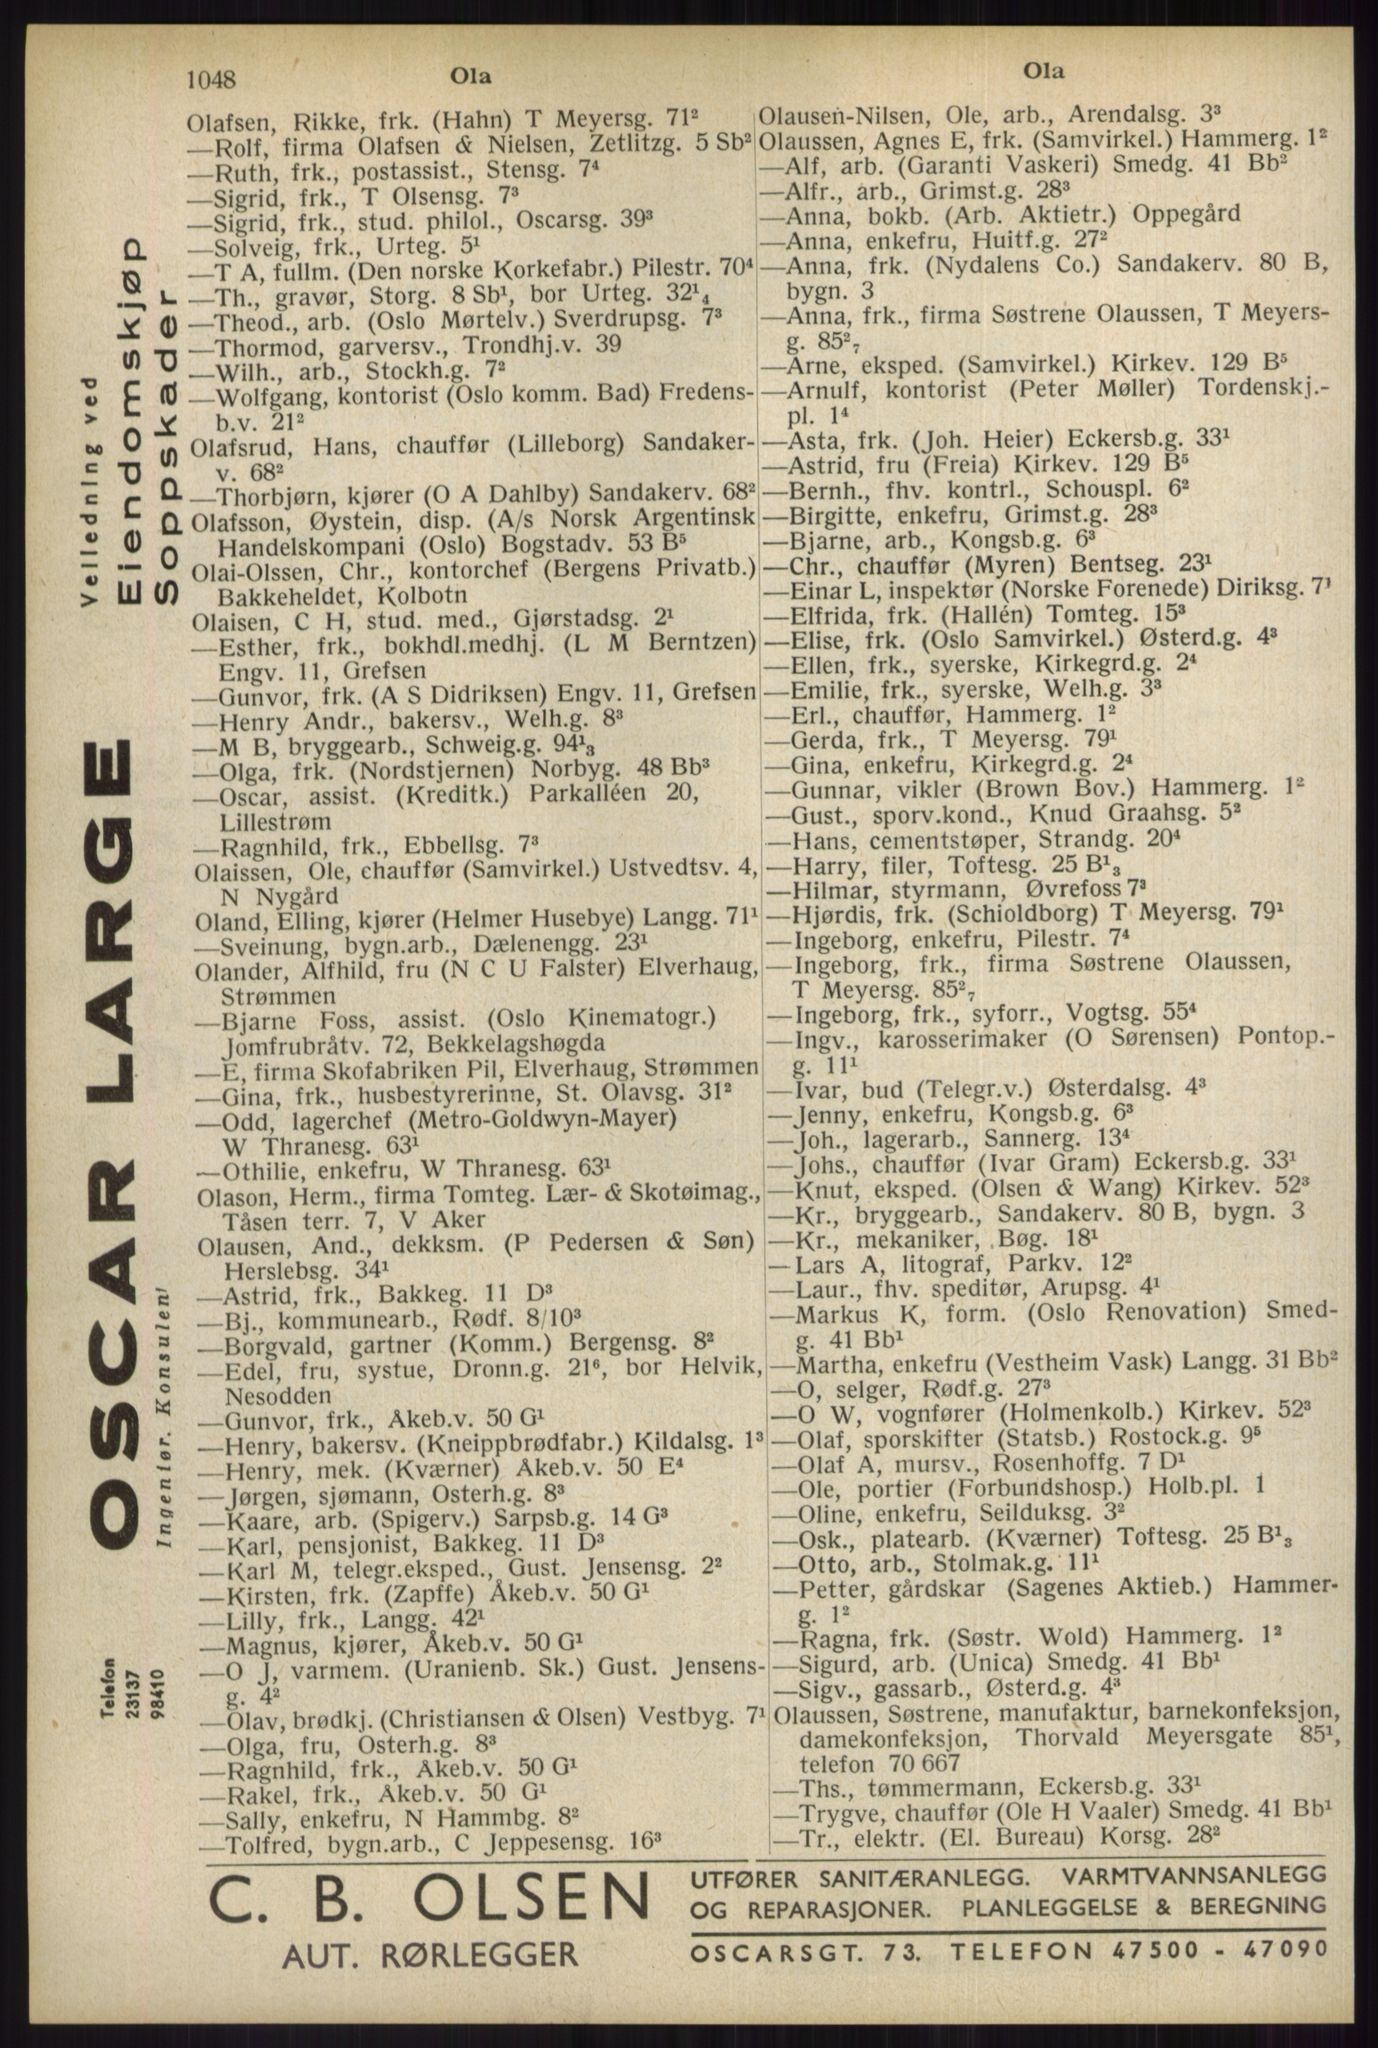 1048
Ola
Ola
Olafsen, Rikke, frk. (Hahn) T Meyersg. 71²
—Rolf, firma Olafsen & Nielsen, Zetlitzg. 5 Sb²
—Ruth, frk., postassist., Stensg. 7⁴
—Sigrid, frk., T Olsensg. 7³
—Sigrid, frk., stud. philol., Oscarsg. 39³
—Solveig, frk., Urteg. 5¹
—T A, fullm. (Den norske Korkefabr.) Pilestr. 70⁴
—Th., gravør, Storg. 8 Sb¹, bor Urteg. 32¹₄
—Theod., arb. (Oslo Mørtelv.) Sverdrupsg. 7³
—Thormod, garversv., Trondhj.v. 39
—Wilh., arb., Stockh.g. 7²
—Wolfgang, kontorist (Oslo komm. Bad) Fredens-
b.v. 21²
Olafsrud, Hans, chauffør (Lilleborg) Sandaker-
v. 68²
—Thorbjørn, kjører (O A Dahlby) Sandakerv. 68²
Olafsson, Øystein, disp. (A/s Norsk Argentinsk
Handelskompani (Oslo) Bogstadv. 53 B⁵
Olai-Olssen, Chr., kontorchef (Bergens Privatb.)
Bakkeheldet, Kolbotn
Olaisen, C H, stud. med., Gjørstadsg. 2¹
—Esther, frk., bokhdl.medhj. (L M Berntzen)
Engv. 11, Grefsen
—Gunvor, frk. (A S Didriksen) Engv. 11, Grefsen
—Henry Andr., bakersv., Welh.g. 8³
—M B, bryggearb., Schweig.g. 94¹₃
—Olga, frk. (Nordstjernen) Norbyg. 48 Bb³
—Oscar, assist. (Kreditk.) Parkalléen 20,
Lillestrøm
—Ragnhild, frk., Ebbellsg. 7³
Olaissen, Ole, chauffør (Samvirkel.) Ustvedtsv. 4,
N Nygård
Oland, Elling, kjører (Helmer Husebye) Langg. 71¹
—Sveinung, bygn.arb., Dælenengg. 23¹
Olander, Alfhild, fru (N C U Falster) Elverhaug,
Strømmen
—Bjarne Foss, assist. (Oslo Kinematogr.)
Jomfrubråtv. 72, Bekkelagshøgda
—E, firma Skofabriken Pil, Elverhaug, Strømmen
—Gina, frk., husbestyrerinne, St. Olavsg. 31²
—Odd, lagerchef (Metro-Goldwyn-Mayer)
W Thranesg. 63¹
—Othilie, enkefru, W Thranesg. 63¹
Olason, Herm., firma Tomteg. Lær- & Skotøimag.,
Tåsen terr. 7, V Aker
Olausen, And., dekksm. (P Pedersen & Søn)
Herslebsg. 34¹
—Astrid, frk., Bakkeg. 11 D³
—Bj., kommunearb., Rødf. 8/10³
—Borgvald, gartner (Komm.) Bergensg. 8²
—Edel, fru, systue, Dronn.g. 21⁶, bor Helvik,
Nesodden
—Gunvor, frk., Åkeb.v. 50 G¹
—Henry, bakersv. (Kneippbrødfabr.) Kildalsg. 1³
—Henry, mek. (Kværner) Åkeb.v. 50 E⁴
—Jørgen, sjømann, Osterh.g. 8³
—Kaare, arb. (Spigerv.) Sarpsb.g. 14 G³
—Karl, pensjonist, Bakkeg. 11 D³
—Karl M, telegr.eksped., Gust. Jensensg. 2²
—Kirsten, frk. (Zapffe) Åkeb.v. 50 G¹
—Lilly, frk., Langg. 42¹
—Magnus, kjører, Åkeb.v. 50 G¹
—O J, varmem. (Uranienb. Sk.) Gust. Jensens-
g. 4²
—Olav, brødkj. (Christiansen & Olsen) Vestbyg. 7¹
—Olga, fru, Osterh.g. 8³
—Ragnhild, frk., Åkeb.v. 50 G¹
—Rakel, frk., Åkeb.v. 50 G¹
—Sally, enkefru, N Hammbg. 8²
—Tolfred, bygn.arb., C Jeppesensg. 16³
Olausen-Nilsen, Ole, arb., Arendalsg. 3³
Olaussen, Agnes E, frk. (Samvirkel.) Hammerg. 1²
—Alf, arb. (Garanti Vaskeri) Smedg. 41 Bb²
—Alfr., arb., Grimst.g. 28³
—Anna, bokb. (Arb. Aktietr.) Oppegård
—Anna, enkefru, Huitf.g. 27²
—Anna, frk. (Nydalens Co.) Sandakerv. 80 B,
bygn. 3
—Anna, frk., firma Søstrene Olaussen, T Meyers-
g. 85²₇
—Arne, eksped. (Samvirkel.) Kirkev. 129 B⁵
—Arnulf, kontorist (Peter Møller) Tordenskj.-
pl. 1⁴
—Asta, frk. (Joh. Heier) Eckersb.g. 33¹
—Astrid, fru (Freia) Kirkev. 129 B⁵
—Bernh., fhv. kontrl., Schouspl. 6²
—Birgitte, enkefru, Grimst.g. 28³
—Bjarne, arb., Kongsb.g. 6³
—Chr., chauffør (Myren) Bentseg. 23¹
—Einar L, inspektør (Norske Forenede) Diriksg. 7¹
—Elfrida, frk. (Hallén) Tomteg. 15³
—Elise, frk. (Oslo Samvirkel.) Østerd.g. 4³
—Ellen, frk., syerske, Kirkegrd.g. 2⁴
—Emilie, frk., syerske, Welh.g. 3³
—Erl., chauffør, Hammerg. 1²
—Gerda, frk., T Meyersg. 79¹
—Gina, enkefru, Kirkegrd.g. 2⁴
—Gunnar, vikler (Brown Bov.) Hammerg. 1²
—Gust., sporv.kond., Knud Graahsg. 5²
—Hans, cementstøper, Strandg. 20⁴
—Harry, filer, Toftesg. 25 B¹₃
—Hilmar, styrmann, Øvrefoss 7³
—Hjørdis, frk. (Schioldborg) T Meyersg. 79¹
—Ingeborg, enkefru, Pilestr. 7⁴
—Ingeborg, frk., firma Søstrene Olaussen,
T Meyersg. 85²₇
—Ingeborg, frk., syforr., Vogtsg. 55⁴
—Ingv., karosserimaker (O Sørensen) Pontop.-
g. 11¹
—Ivar, bud (Telegr.v.) Østerdalsg. 4³
—Jenny, enkefru, Kongsb.g. 6³
—Joh., lagerarb., Sannerg. 13⁴
—Johs., chauffør (Ivar Gram) Eckersb.g. 33¹
—Knut, eksped. (Olsen & Wang) Kirkev. 52³
—Kr., bryggearb., Sandakerv. 80 B, bygn. 3
—Kr., mekaniker, Bøg. 18¹
—Lars A, litograf, Parkv. 12²
—Laur., fhv. speditør, Arupsg. 4¹
—Markus K, form. (Oslo Renovation) Smed-
g. 41 Bb¹
—Martha, enkefru (Vestheim Vask) Langg. 31 Bb²
—O, selger, Rødf.g. 27³
—O W, vognfører (Holmenkolb.) Kirkev. 52³
—Olaf, sporskifter (Statsb.) Rostock.g. 9⁵
—Olaf A, mursv., Rosenhoffg. 7 D¹
—Ole, portier (Forbundshosp.) Holb.pl. 1
—Oline, enkefru, Seilduksg. 3²
—Osk., platearb. (Kværner) Toftesg. 25 B¹₃
—Otto, arb., Stolmak.g. 11¹
—Petter, gårdskar (Sagenes Aktieb.) Hammer-
g. 1²
—Ragna, frk. (Søstr. Wold) Hammerg. 1²
—Sigurd, arb. (Unica) Smedg. 41 Bb¹
—Sigv., gassarb., Østerd.g. 4³
Olaussen, Søstrene, manufaktur, barnekonfeksjon,
damekonfeksjon, Thorvald Meyersgate 85¹,
telefon 70 667
—Ths., tømmermann, Eckersb.g. 33¹
—Trygve, chauffør (Ole H Vaaler) Smedg. 41 Bb¹
—Tr., elektr. (El. Bureau) Korsg. 28²
Velledning ved
Eiendomskjøp
Soppskader
OSCAR LARGE
Ingeniør. Konsulent
Telefon
23137
98410
C. B. OLSEN
AUT. RØRLEGGER
UTFØRER SANITÆRANLEGG. VARMTVANNSANLEGG
OG REPARASJONER. PLANLEGGELSE & BEREGNING
OSCARSGT. 73. TELEFON 47500 - 47090